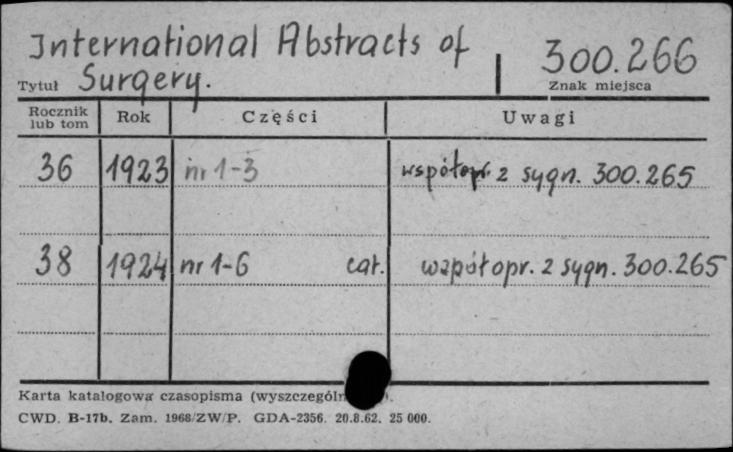 International Abstracts of
Tytuł Surgery. 300.266
Znak miejsca
Rocznik lub tom Rok Części Uwagi
36 1923 nr 1-3 współopr. z sygn. 300.265
38 1924 nr 1-6 cał. współopr. z sygn. 300.265
Karta katalogowa czasopisma
CWD. B-17b. Zam. 1968/ZW/P. GDA-2356. 20.8.62. 25 000.